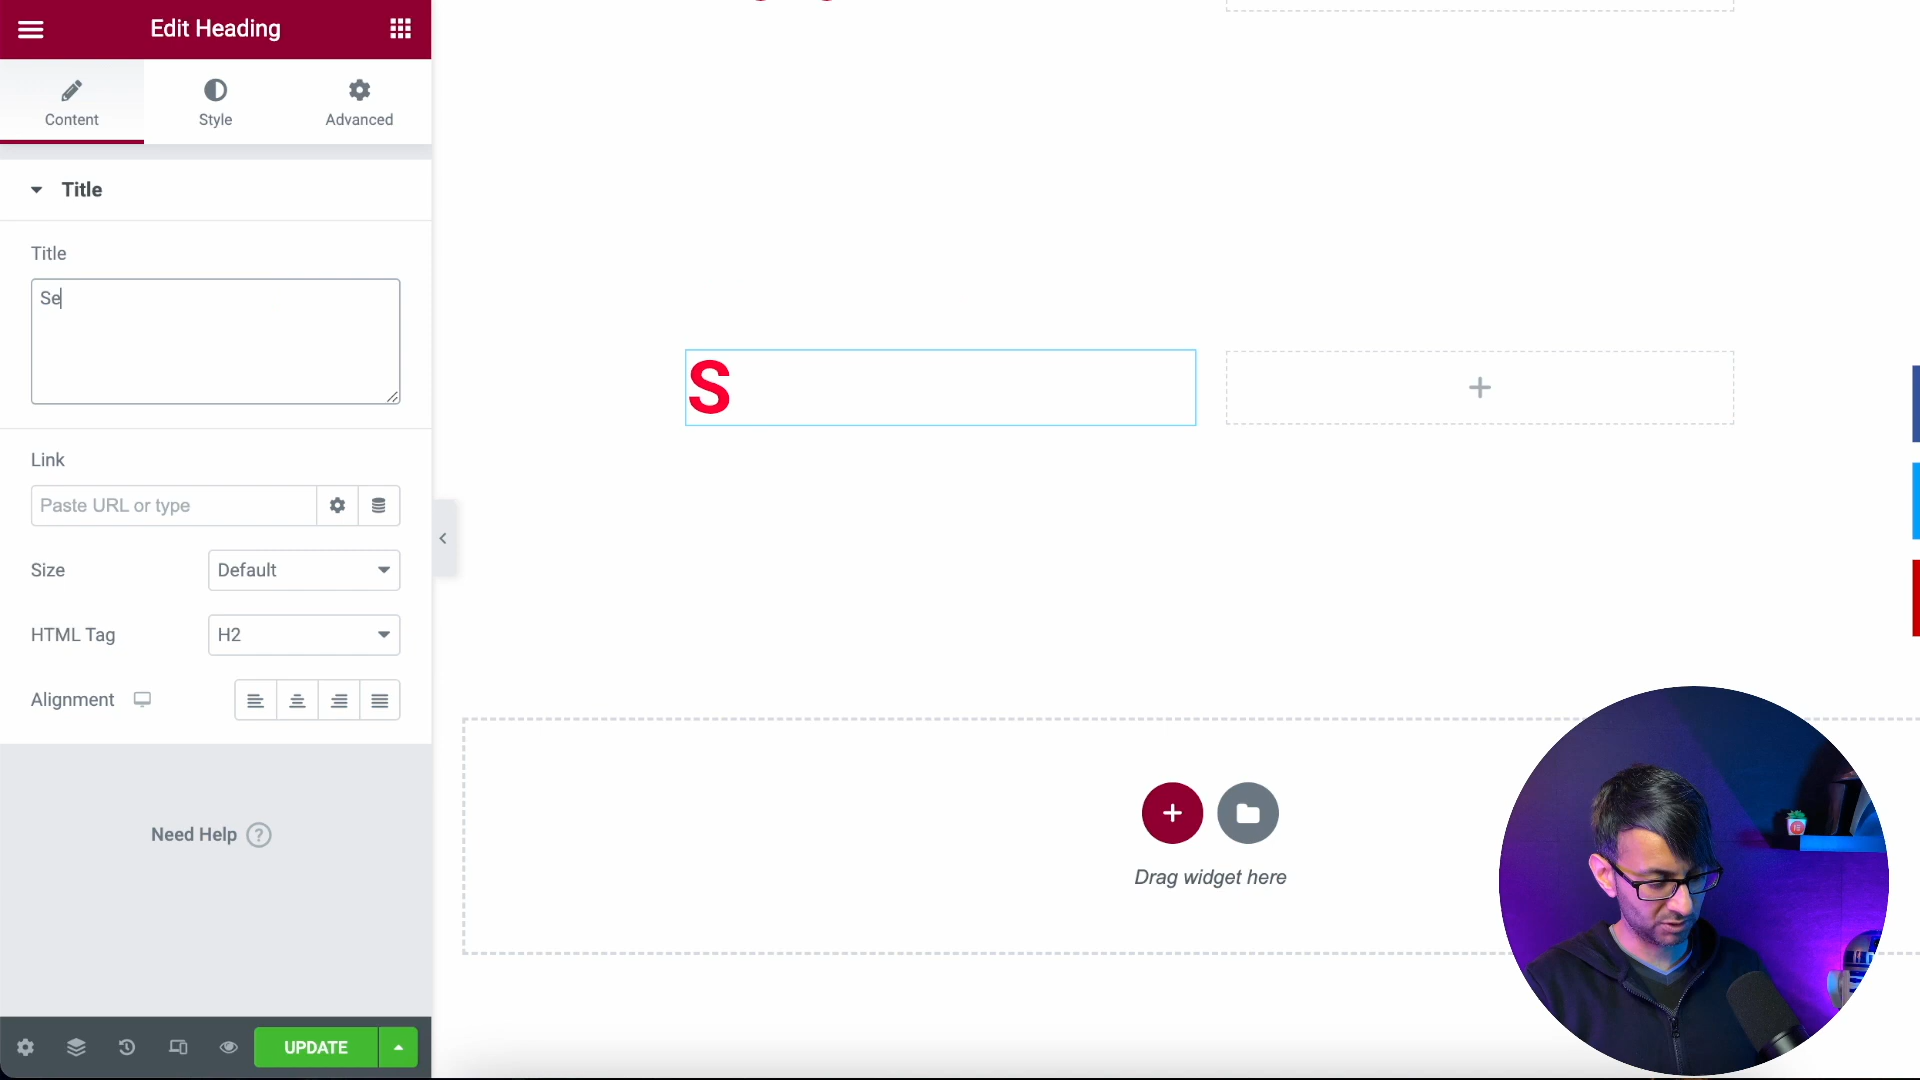 Edit Heading
Content
Style
Advanced
Title
Title
Se
Link
Paste URL or type
Size
Default
HTML Tag
H2
Alignment
Need Help ?
UPDATE
S
Drag widget here